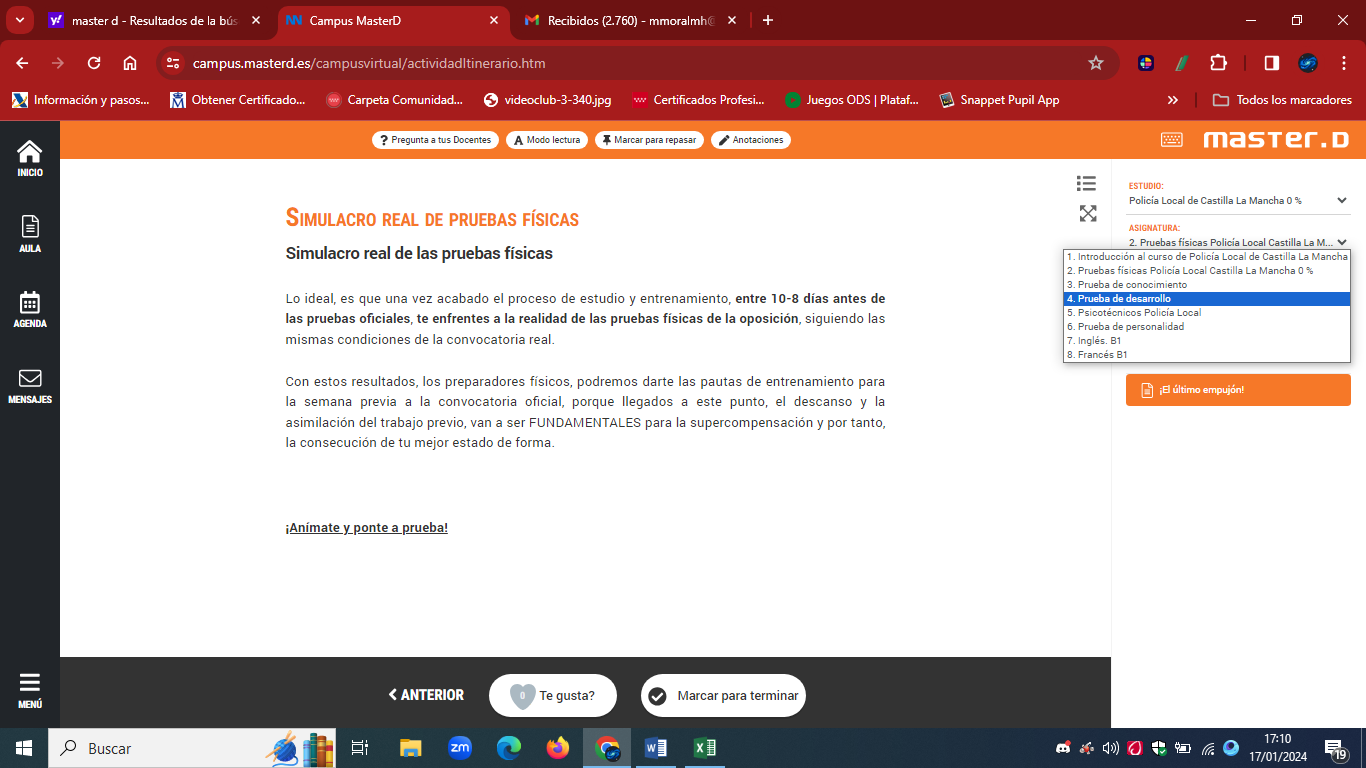 master d - Resultados de la bús
Campus MasterD
Recibidos (2.760) - mmoralmh@
campus.masterd.es/campusvirtual/actividadItinerario.htm
Información y pasos...
Obtener Certificado...
Carpeta Comunidad...
videoclub-3-340.jpg
Certificados Profesi...
Juegos ODS | Plataf...
Snappet Pupil App
»
Todos los marcadores
INICIO
AULA
AGENDA
MENSAJES
MENÚ
? Pregunta a tus Docentes
A Modo lectura
Marcar para repasar
Anotaciones
master.D
SIMULACRO REAL DE PRUEBAS FÍSICAS
Simulacro real de las pruebas físicas
Lo ideal, es que una vez acabado el proceso de estudio y entrenamiento, entre 10-8 días antes de
las pruebas oficiales, te enfrentes a la realidad de las pruebas físicas de la oposición, siguiendo las
mismas condiciones de la convocatoria real.
Con estos resultados, los preparadores físicos, podremos darte las pautas de entrenamiento para
la semana previa a la convocatoria oficial, porque llegados a este punto, el descanso y la
asimilación del trabajo previo, van a ser FUNDAMENTALES para la supercompensación y por tanto,
la consecución de tu mejor estado de forma.
¡Anímate y ponte a prueba!
ESTUDIO:
Policía Local de Castilla La Mancha 0 %
ASIGNATURA:
2. Pruebas físicas Policía Local Castilla La M...
1. Introducción al curso de Policía Local de Castilla La Mancha
2. Pruebas físicas Policía Local Castilla La Mancha 0 %
3. Prueba de conocimiento
4. Prueba de desarrollo
5. Psicotécnicos Policía Local
6. Prueba de personalidad
7. Inglés. B1
8. Francés B1
¡El último empujón!
ANTERIOR
0 Te gusta?
Marcar para terminar
Buscar
zm
17:10
17/01/2024
19